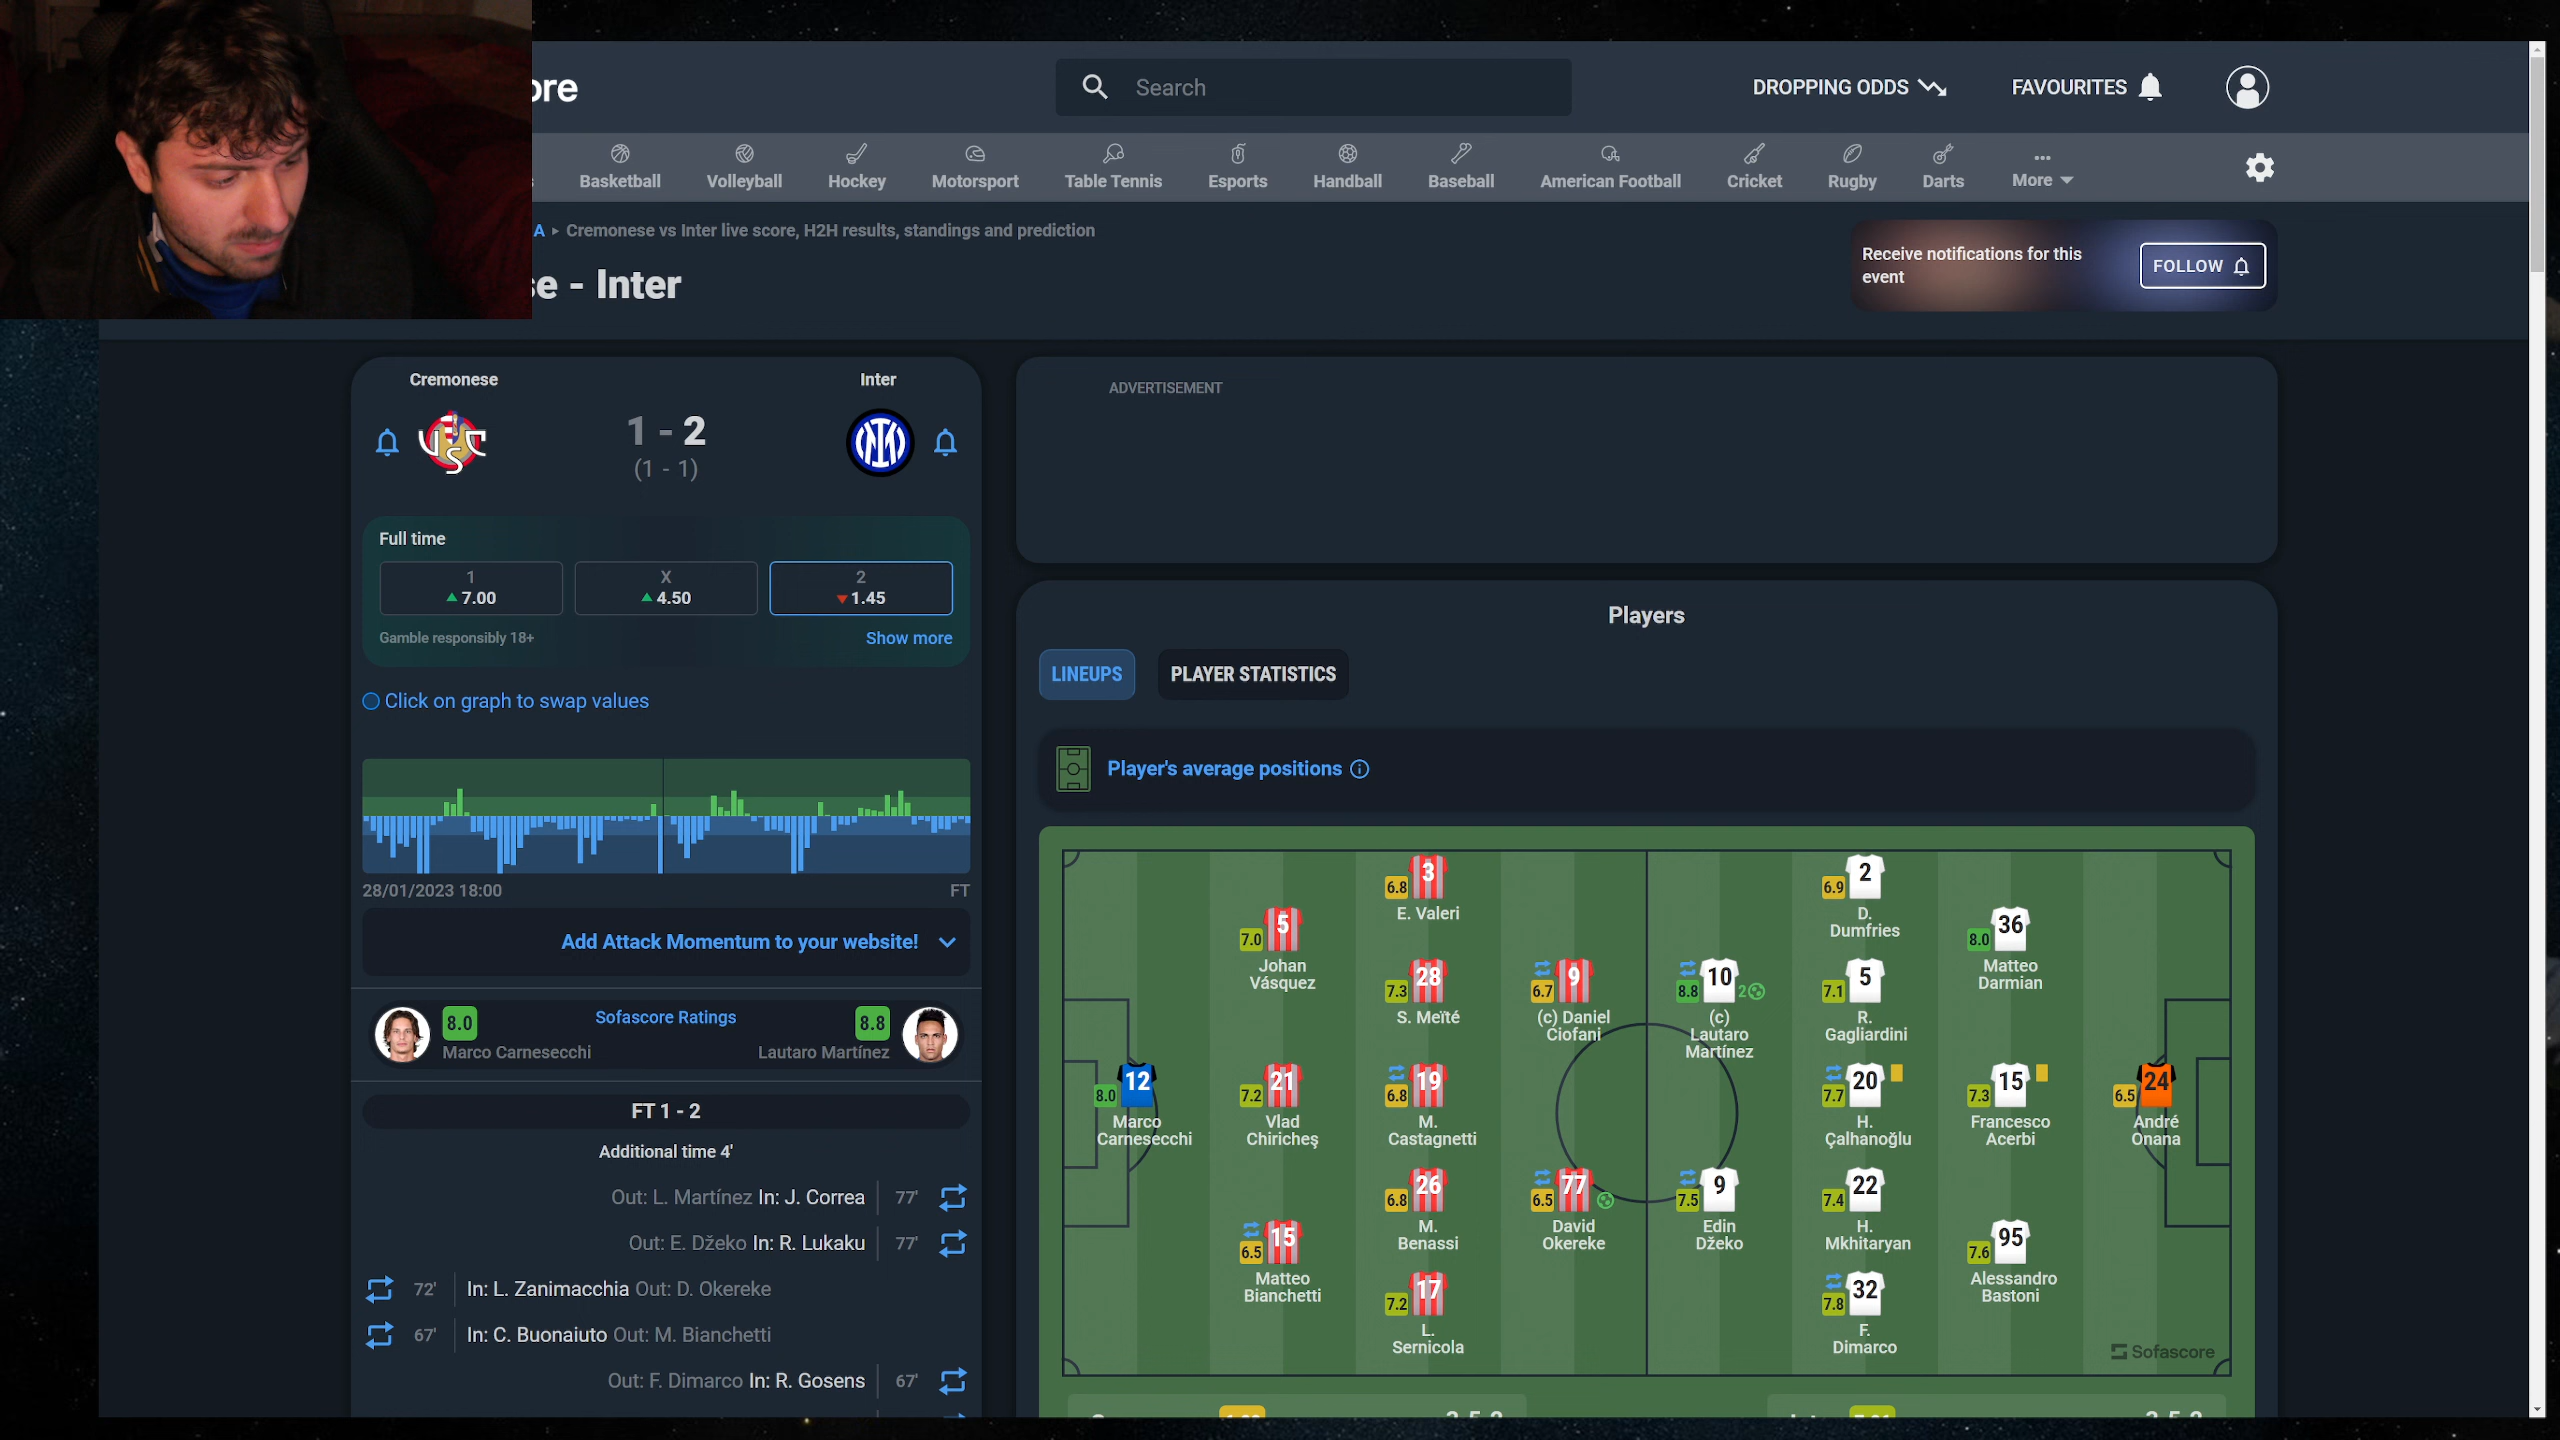 ore
Search
DROPPING ODDS
FAVOURITES
Basketball
Volleyball
Hockey
Motorsport
Table Tennis
Esports
Handball
Baseball
American Football
Cricket
Rugby
Darts
More
A ▸ Cremonese vs Inter live score, H2H results, standings and prediction
e - Inter
Receive notifications for this
event
FOLLOW
Cremonese
Inter
1 - 2
(1 - 1)
Full time
1
7.00
X
4.50
2
1.45
Gamble responsibly 18+
Show more
Click on graph to swap values
28/01/2023 18:00
FT
Add Attack Momentum to your website!
8.0
Sofascore Ratings
8.8
Marco Carnesecchi
Lautaro Martínez
FT 1 - 2
Additional time 4'
Out: L. Martínez In: J. Correa 77'
Out: E. Džeko In: R. Lukaku 77'
72' In: L. Zanimacchia Out: D. Okereke
67' In: C. Buonaiuto Out: M. Bianchetti
Out: F. Dimarco In: R. Gosens 67'
ADVERTISEMENT
Players
LINEUPS
PLAYER STATISTICS
Player's average positions
12
8.0
Marco
Carnesecchi
5
7.0
Johan
Vásquez
21
7.2
Vlad
Chiricheş
15
6.5
Matteo
Bianchetti
3
6.8
E. Valeri
28
7.3
S. Meïté
19
6.8
M.
Castagnetti
26
6.8
M.
Benassi
17
7.2
L.
Sernicola
9
6.7
(c) Daniel
Ciofani
77
6.5
David
Okereke
10
8.8
2
(c)
Lautaro
Martínez
9
7.5
Edin
Džeko
2
6.9
D.
Dumfries
5
7.1
R.
Gagliardini
20
7.7
H.
Çalhanoğlu
22
7.4
H.
Mkhitaryan
32
7.8
F.
Dimarco
36
8.0
Matteo
Darmian
15
7.3
Francesco
Acerbi
95
7.6
Alessandro
Bastoni
24
6.5
André
Onana
Sofascore